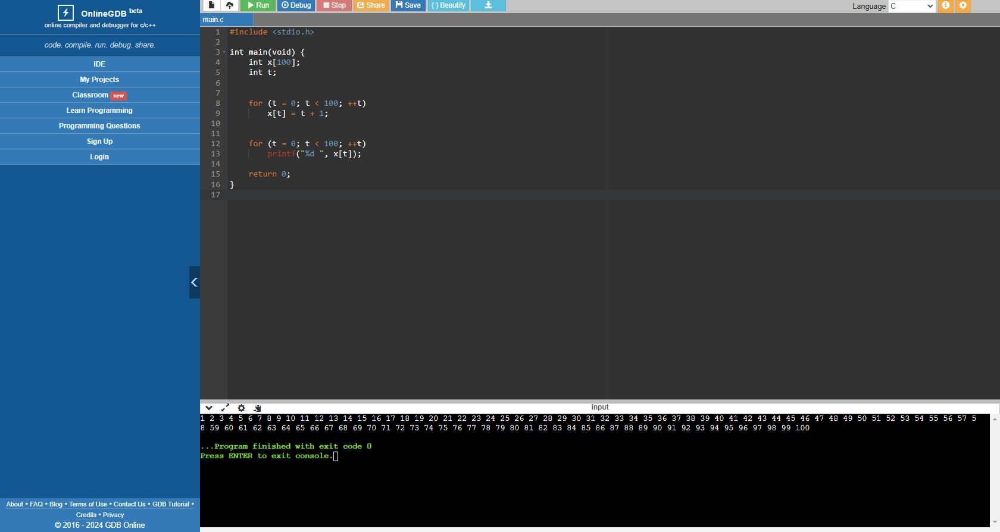 OnlineGDB beta
online compiler and debugger for c/c++
code. compile. run. debug. share.
IDE
My Projects
Classroom new
Learn Programming
Programming Questions
Sign Up
Login
About • FAQ • Blog • Terms of Use • Contact Us • GDB Tutorial •
Credits • Privacy
© 2016 - 2024 GDB Online
Run Debug Stop Share Save { } Beautify
Language C
main.c
1 #include <stdio.h>
2
3 int main(void) {
4     int x[100];
5     int t;
6
7
8     for (t = 0; t < 100; ++t)
9         x[t] = t + 1;
10
11
12     for (t = 0; t < 100; ++t)
13         printf("%d ", x[t]);
14
15     return 0;
16 }
17
input
1 2 3 4 5 6 7 8 9 10 11 12 13 14 15 16 17 18 19 20 21 22 23 24 25 26 27 28 29 30 31 32 33 34 35 36 37 38 39 40 41 42 43 44 45 46 47 48 49 50 51 52 53 54 55 56 57 5
8 59 60 61 62 63 64 65 66 67 68 69 70 71 72 73 74 75 76 77 78 79 80 81 82 83 84 85 86 87 88 89 90 91 92 93 94 95 96 97 98 99 100
...Program finished with exit code 0
Press ENTER to exit console.